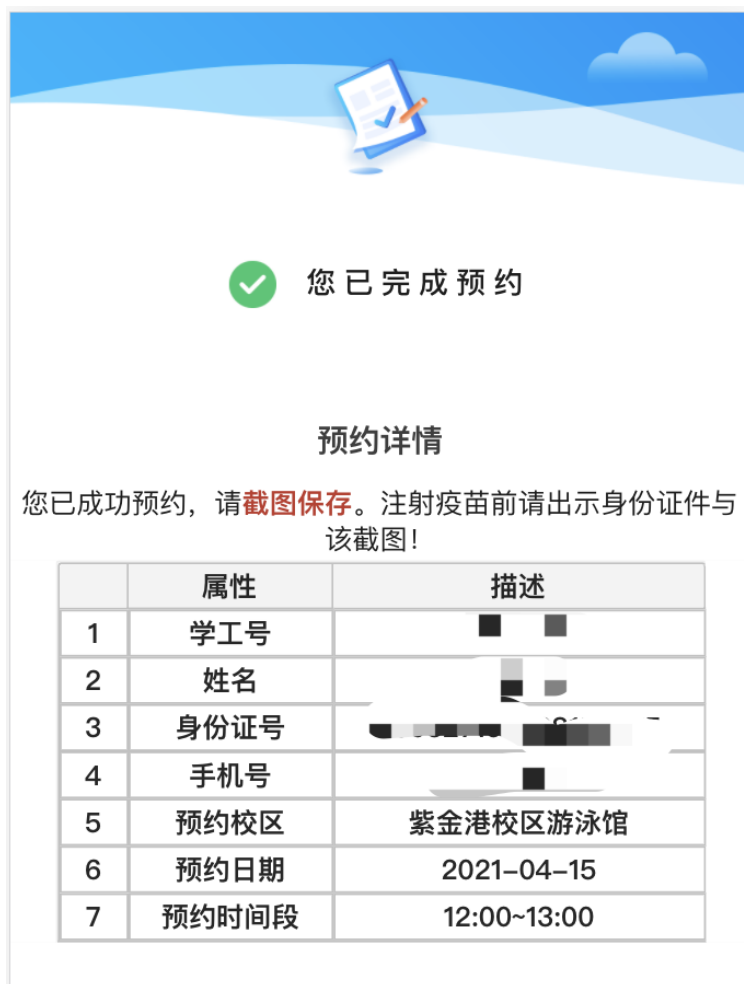 您已完成预约
预约详情
您已成功预约，请截图保存。注射疫苗前请出示身份证件与
该截图！
属性 描述
1 学工号
2 姓名
3 身份证号
4 手机号
5 预约校区 紫金港校区游泳馆
6 预约日期 2021-04-15
7 预约时间段 12:00~13:00